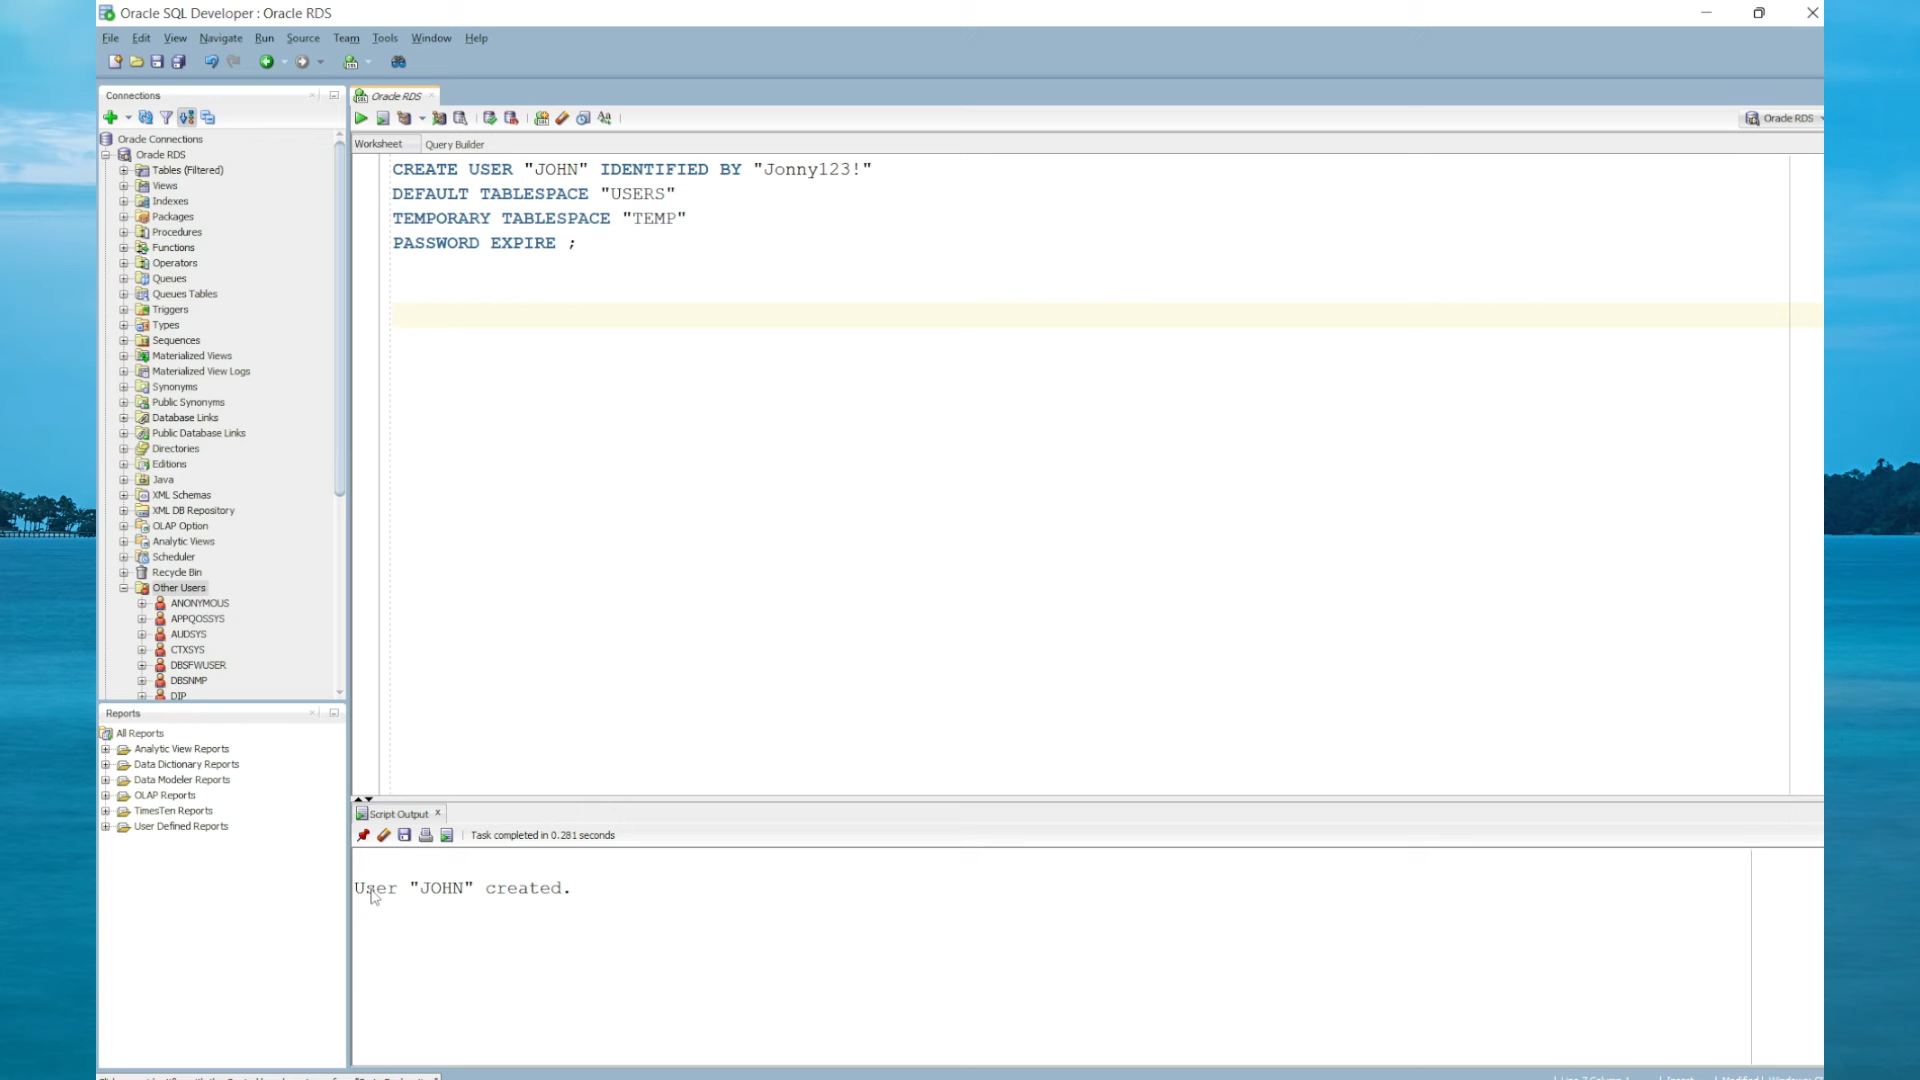 Oracle SQL Developer : Oracle RDS
File Edit View Navigate Run Source Team Tools Window Help
Connections
Oracle RDS
Oracle RDS
Worksheet Query Builder
Oracle Connections
Oracle RDS
Tables (Filtered)
Views
Indexes
Packages
Procedures
Functions
Operators
Queues
Queues Tables
Triggers
Types
Sequences
Materialized Views
Materialized View Logs
Synonyms
Public Synonyms
Database Links
Public Database Links
Directories
Editions
Java
XML Schemas
XML DB Repository
OLAP Option
Analytic Views
Scheduler
Recycle Bin
Other Users
ANONYMOUS
APPQOSSYS
AUDSYS
CTXSYS
DBSFWUSER
DBSNMP
DIP
CREATE USER "JOHN" IDENTIFIED BY "Jonny123!"
DEFAULT TABLESPACE "USERS"
TEMPORARY TABLESPACE "TEMP"
PASSWORD EXPIRE ;
Reports
All Reports
Analytic View Reports
Data Dictionary Reports
Data Modeler Reports
OLAP Reports
TimesTen Reports
User Defined Reports
Script Output
Task completed in 0.281 seconds
User "JOHN" created.